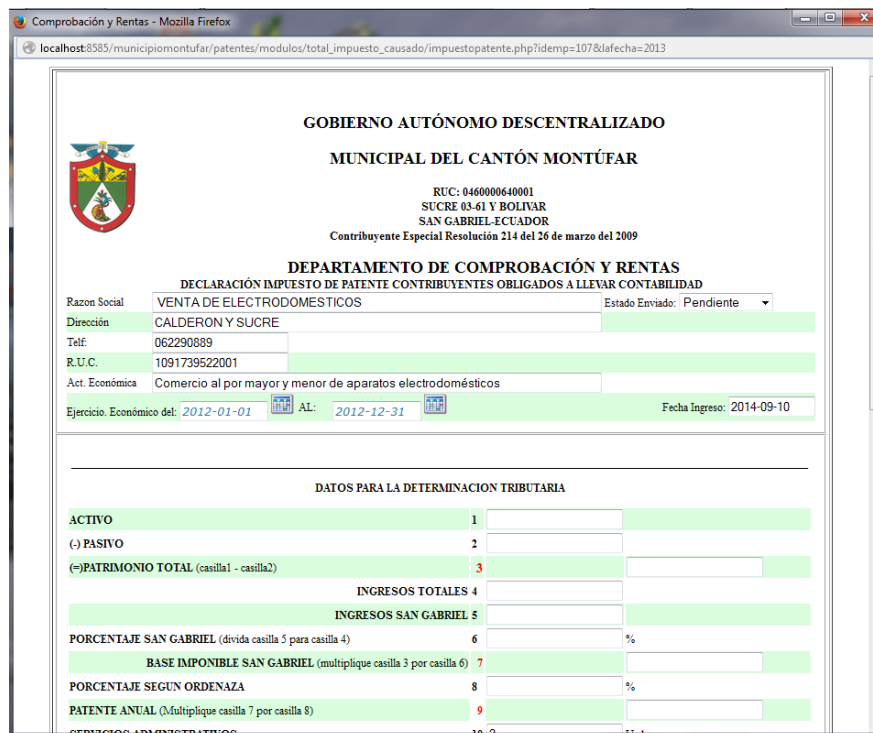 Comprobación y Rentas - Mozilla Firefox
localhost:8585/municipiomontufar/patentes/modulos/total_impuesto_causado/impuestopatente.php?idemp=107&lafecha=2013
GOBIERNO AUTÓNOMO DESCENTRALIZADO
MUNICIPAL DEL CANTÓN MONTÚFAR
RUC: 0460000640001
SUCRE 03-61 Y BOLIVAR
SAN GABRIEL-ECUADOR
Contribuyente Especial Resolución 214 del 26 de marzo del 2009
DEPARTAMENTO DE COMPROBACIÓN Y RENTAS
DECLARACIÓN IMPUESTO DE PATENTE CONTRIBUYENTES OBLIGADOS A LLEVAR CONTABILIDAD
Razon Social VENTA DE ELECTRODOMESTICOS Estado Enviado: Pendiente
Dirección CALDERON Y SUCRE
Telf: 062290889
R.U.C. 1091739522001
Act. Económica Comercio al por mayor y menor de aparatos electrodomésticos
Ejercicio. Económico del: 2012-01-01 AL: 2012-12-31 Fecha Ingreso: 2014-09-10
DATOS PARA LA DETERMINACION TRIBUTARIA
ACTIVO 1
(-) PASIVO 2
(=)PATRIMONIO TOTAL (casilla1 - casilla2) 3
INGRESOS TOTALES 4
INGRESOS SAN GABRIEL 5
PORCENTAJE SAN GABRIEL (divida casilla 5 para casilla 4) 6 %
BASE IMPONIBLE SAN GABRIEL (multiplique casilla 3 por casilla 6) 7
PORCENTAJE SEGUN ORDENAZA 8 %
PATENTE ANUAL (Multiplique casilla 7 por casilla 8) 9
SERVICIOS ADMINISTRATIVOS 10